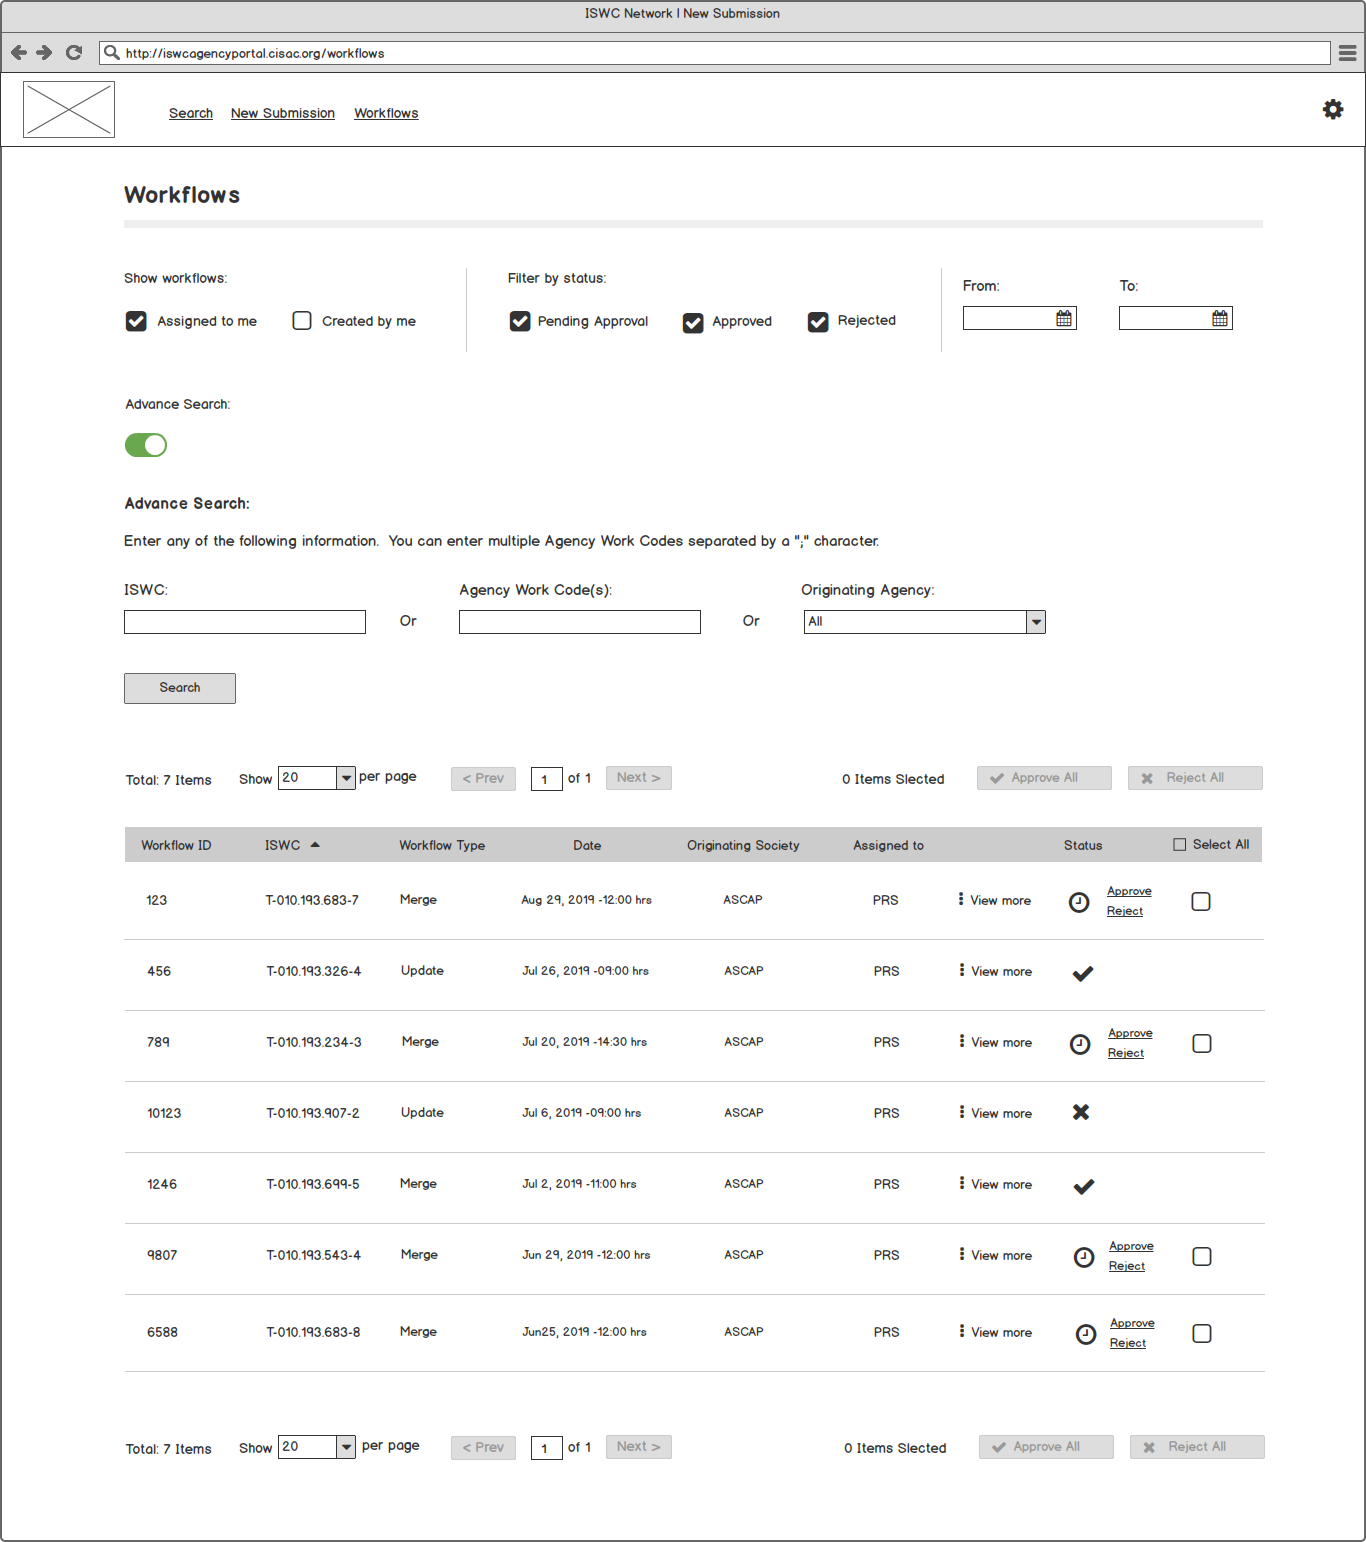 ISWC Network | New Submission
http://iswcagencyportal.cisac.org/workflows
Search New Submission Workflows
Workflows
Show workflows: Filter by status: From: To:
Assigned to me Created by me Pending Approval Approved Rejected
Advance Search:
Advance Search:
Enter any of the following information. You can enter multiple Agency Work Codes separated by a ";" character.
ISWC: Agency Work Code(s): Originating Agency:
Or Or All
Search
Total: 7 Items Show 20 per page < Prev 1 of 1 Next > 0 Items Slected Approve All Reject All
Workflow ID ISWC Workflow Type Date Originating Society Assigned to Status Select All
123 T-010.193.683-7 Merge Aug 29, 2019 -12:00 hrs ASCAP PRS View more Approve
Reject
456 T-010.193.326-4 Update Jul 26, 2019 -09:00 hrs ASCAP PRS View more
789 T-010.193.234-3 Merge Jul 20, 2019 -14:30 hrs ASCAP PRS View more Approve
Reject
10123 T-010.193.907-2 Update Jul 6, 2019 -09:00 hrs ASCAP PRS View more
1246 T-010.193.699-5 Merge Jul 2, 2019 -11:00 hrs ASCAP PRS View more
9807 T-010.193.543-4 Merge Jun 29, 2019 -12:00 hrs ASCAP PRS View more Approve
Reject
6588 T-010.193.683-8 Merge Jun25, 2019 -12:00 hrs ASCAP PRS View more Approve
Reject
Total: 7 Items Show 20 per page < Prev 1 of 1 Next > 0 Items Slected Approve All Reject All